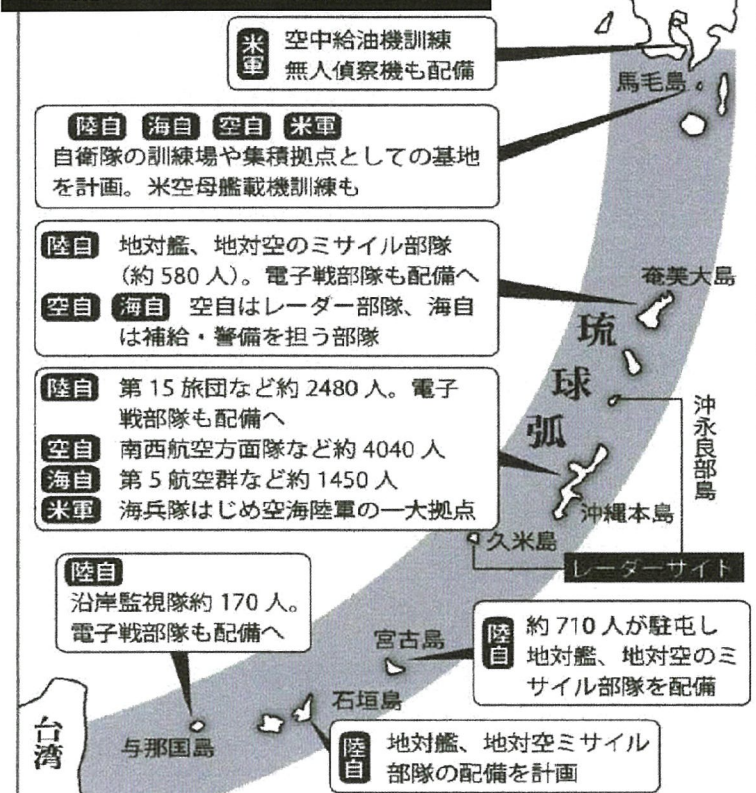 米軍
空中給油機訓練
無人偵察機も配備
馬毛島
陸自 海自 空自 米軍
自衛隊の訓練場や集積拠点としての基地
を計画。米空母艦載機訓練も
陸自 地対艦、地対空のミサイル部隊
(約580人)。電子戦部隊も配備へ
空自 海自 空自はレーダー部隊、海自
は補給・警備を担う部隊
奄美大島
琉球弧
陸自 第15旅団など約2480人。電子
戦部隊も配備へ
空自 南西航空方面隊など約4040人
海自 第5航空群など約1450人
米軍 海兵隊はじめ空海陸軍の一大拠点
沖永良部島
沖縄本島
久米島
レーダーサイト
陸自
沿岸監視隊約170人。
電子戦部隊も配備へ
宮古島
陸自
約710人が駐屯し
地対艦、地対空のミ
サイル部隊を配備
石垣島
与那国島
台湾
陸自
地対艦、地対空ミサイル
部隊の配備を計画